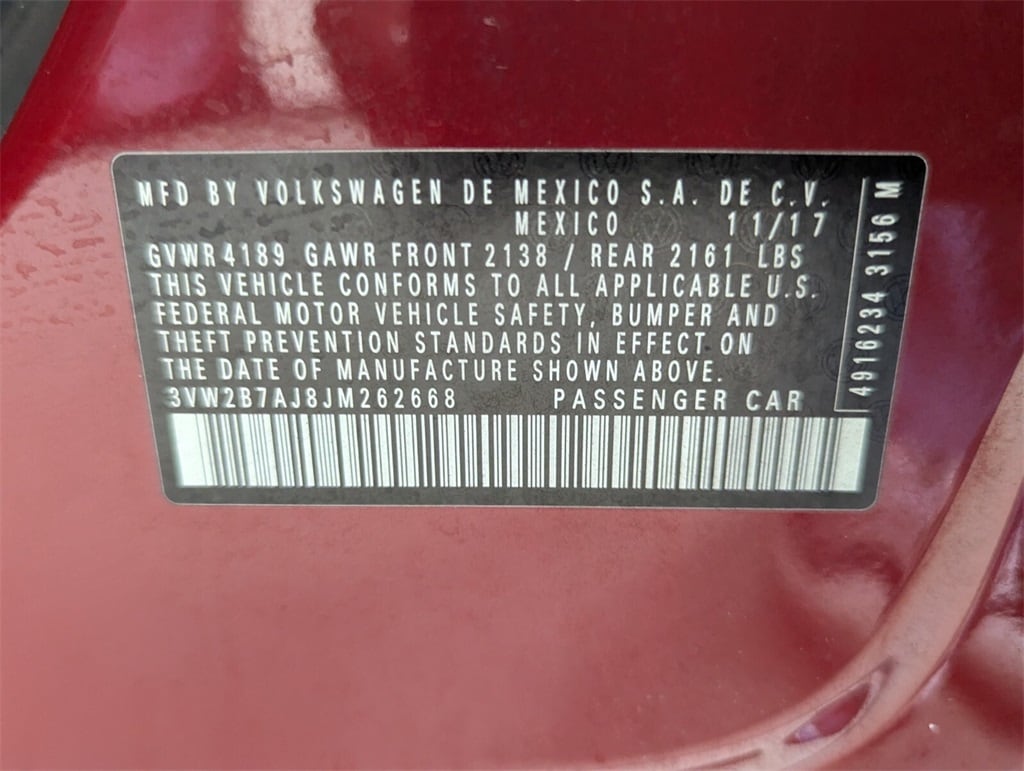 MFD BY VOLKSWAGEN DE MEXICO S.A. DE C.V.
MEXICO 11/17
GVWR 4189 GAWR FRONT 2138 / REAR 2161 LBS
THIS VEHICLE CONFORMS TO ALL APPLICABLE U.S.
FEDERAL MOTOR VEHICLE SAFETY, BUMPER AND
THEFT PREVENTION STANDARDS IN EFFECT ON
THE DATE OF MANUFACTURE SHOWN ABOVE.
3VW2B7AJ8JM262668 PASSENGER CAR
4916234 3156 M